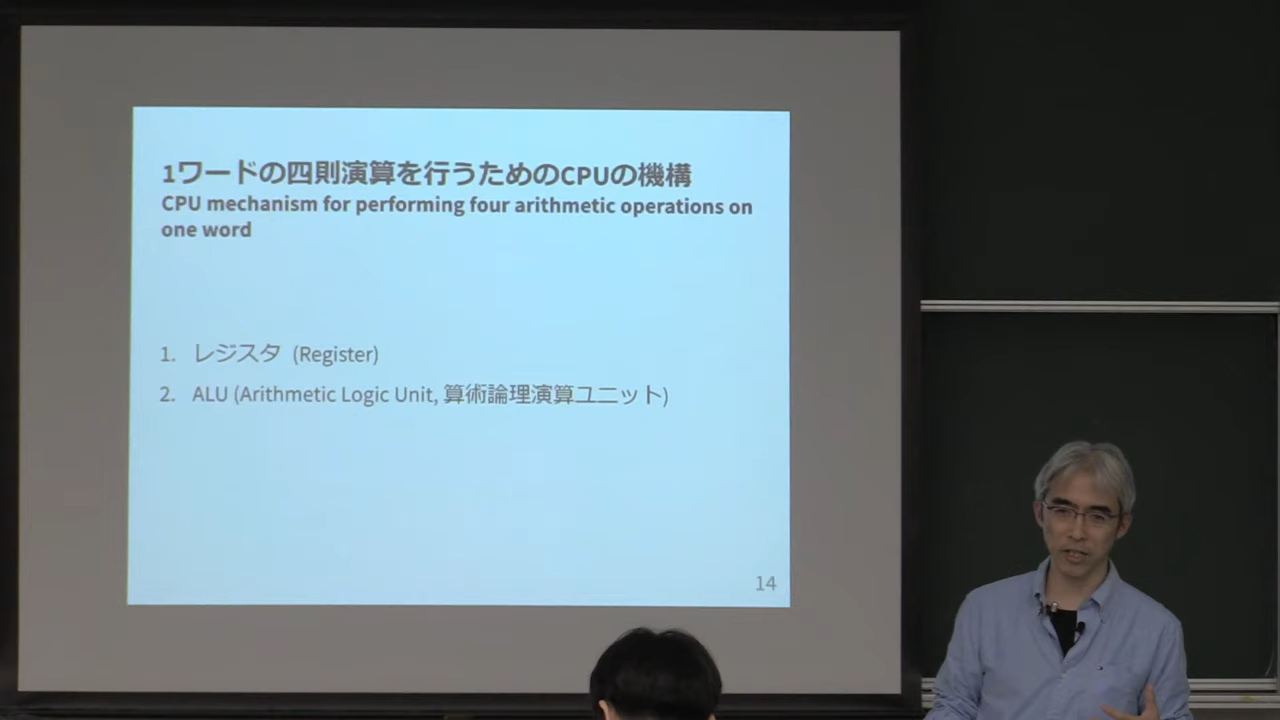 1ワードの四則演算を行うためのCPUの機構
CPU mechanism for performing four arithmetic operations on
one word
1. レジスタ (Register)
2. ALU (Arithmetic Logic Unit, 算術論理演算ユニット)
14